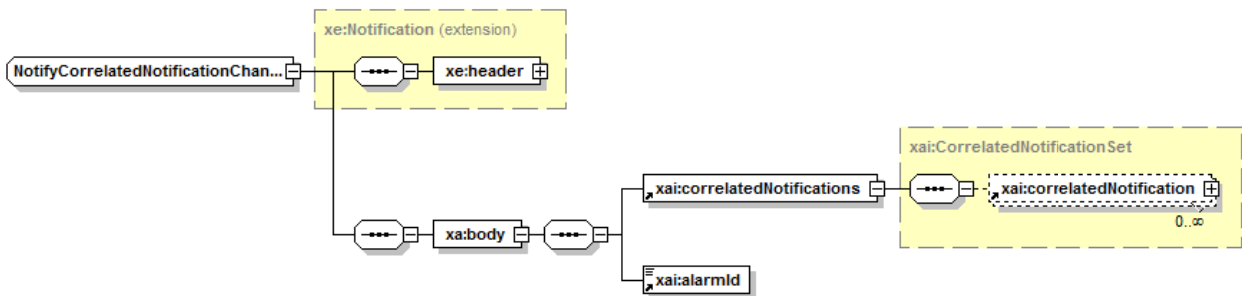 xe:Notification (extension)
NotifyCorrelatedNotificationChan...
xe:header
xai:CorrelatedNotificationSet
xai:correlatedNotifications
xai:correlatedNotification
0..∞
xa:body
xai:alarmId